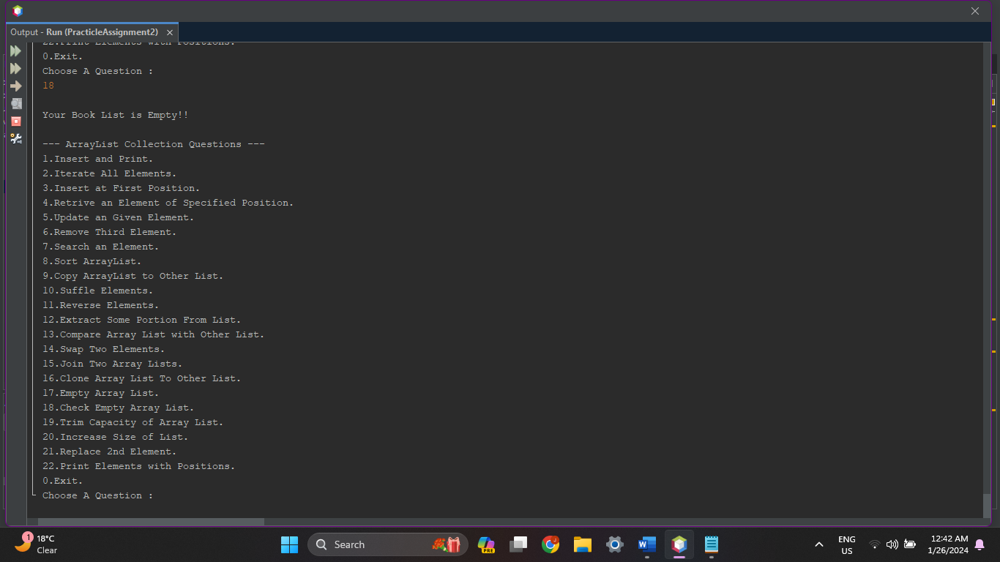 Output - Run (PracticleAssignment2)
22.Print Elements with Positions.
0.Exit.
Choose A Question :
18
Your Book List is Empty!!
--- ArrayList Collection Questions ---
1.Insert and Print.
2.Iterate All Elements.
3.Insert at First Position.
4.Retrive an Element of Specified Position.
5.Update an Given Element.
6.Remove Third Element.
7.Search an Element.
8.Sort ArrayList.
9.Copy ArrayList to Other List.
10.Suffle Elements.
11.Reverse Elements.
12.Extract Some Portion From List.
13.Compare Array List with Other List.
14.Swap Two Elements.
15.Join Two Array Lists.
16.Clone Array List To Other List.
17.Empty Array List.
18.Check Empty Array List.
19.Trim Capacity of Array List.
20.Increase Size of List.
21.Replace 2nd Element.
22.Print Elements with Positions.
0.Exit.
Choose A Question :
1
18°C
Clear
Search
PRE
W
ENG
US
12:42 AM
1/26/2024